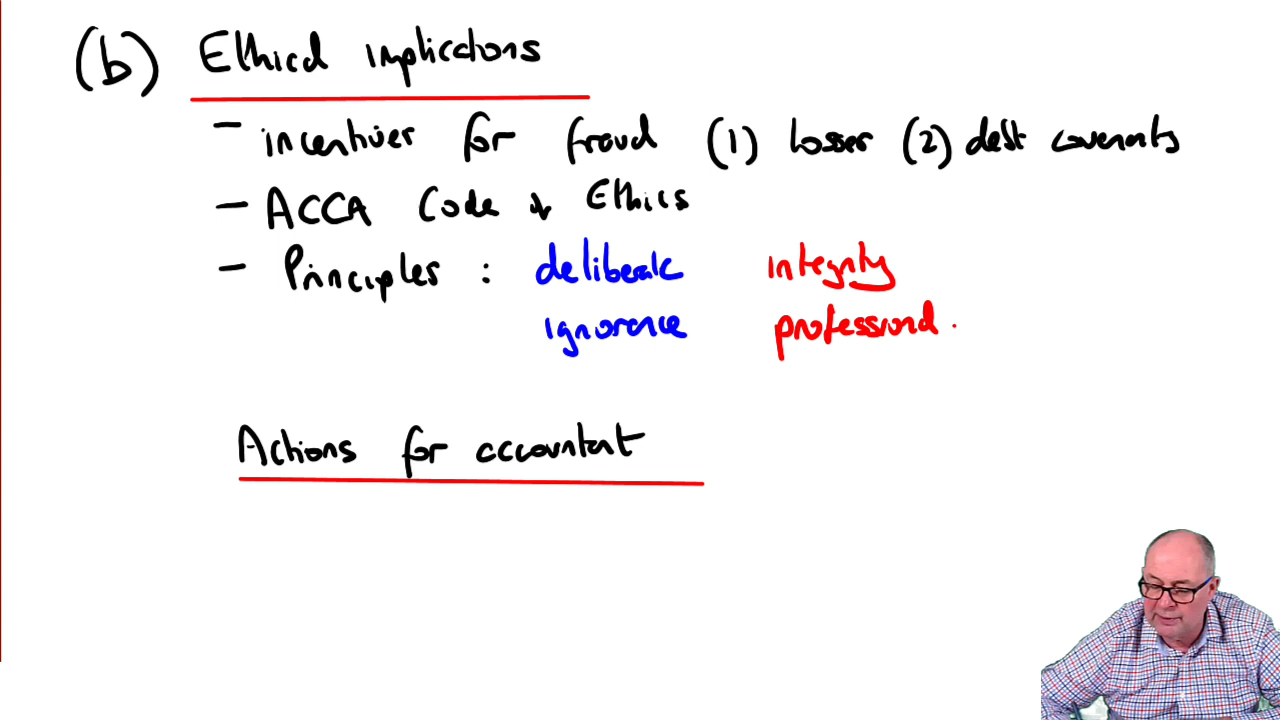 (b) Ethical implications
- incentives for fraud (1) losses (2) debt covenants
- ACCA Code of Ethics
- Principles : deliberate integrity
ignorance professional.
Actions for accountant